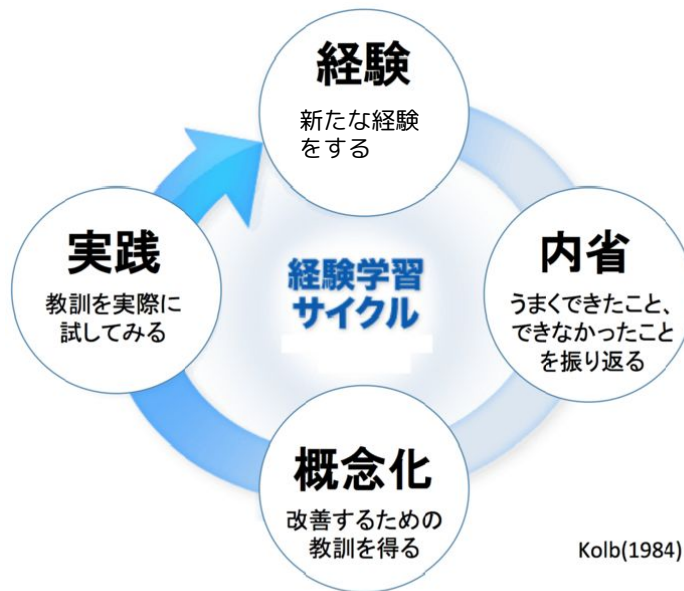 経験
新たな経験
をする
内省
うまくできたこと、
できなかったこと
を振り返る
概念化
改善するための
教訓を得る
実践
教訓を実際に
試してみる
経験学習
サイクル
Kolb(1984)